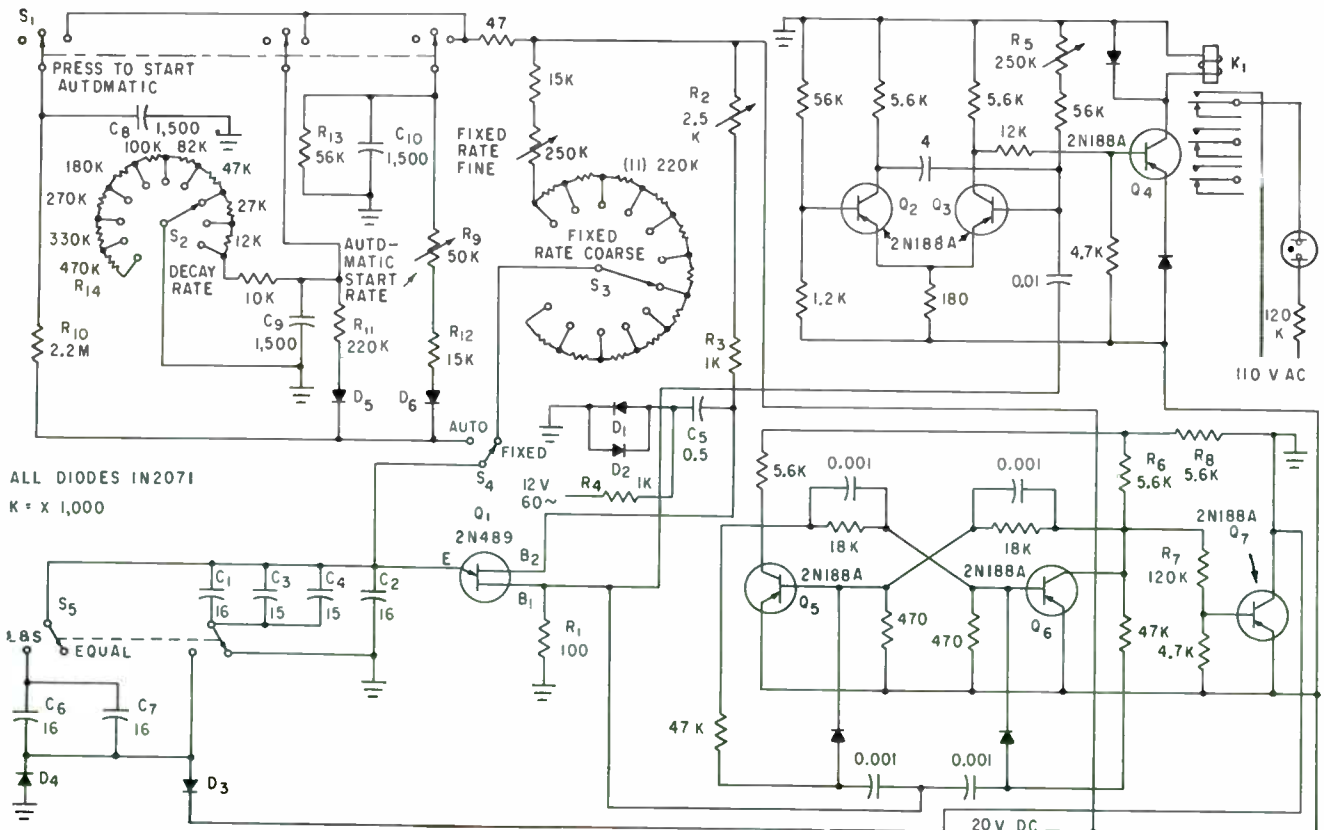 S1
PRESS TO START
AUTDMATIC
C8
1,500
180K
100K
82K
47K
270K
27K
330K
12K
470K
R14
S2
DECAY
RATE
10K
R10
2.2M
C9
1,500
R11
220K
D5
R13
56K
C10
1,500
AUTD-
MATIC
START
RATE
R9
50K
R12
15K
D6
47
15K
FIXED
RATE
FINE
250K
(11) 220K
FIXED
RATE COARSE
S3
R2
2.5
K
R3
1K
AUTO
FIXED
S4
D1
D2
C5
0.5
12 V
60~
R4
1K
ALL DIODES IN2071
K = X 1,000
Q1
2N489
E
B2
B1
R1
100
C1
16
C3
15
C4
15
C2
16
S5
EQUAL
C6
16
C7
16
D4
D3
56K
5.6K
5.6K
R5
250K
56K
12K
2N188A
Q4
K1
4
Q2
Q3
2N188A
1.2K
180
4.7K
0.01
120
K
110 V AC
5.6K
0.001
0.001
18K
18K
R6
5.6K
R8
5.6K
2N188A
Q5
2N188A
Q6
470
470
R7
120K
2N188A
Q7
47K
4.7K
47K
0.001
0.001
20V DC